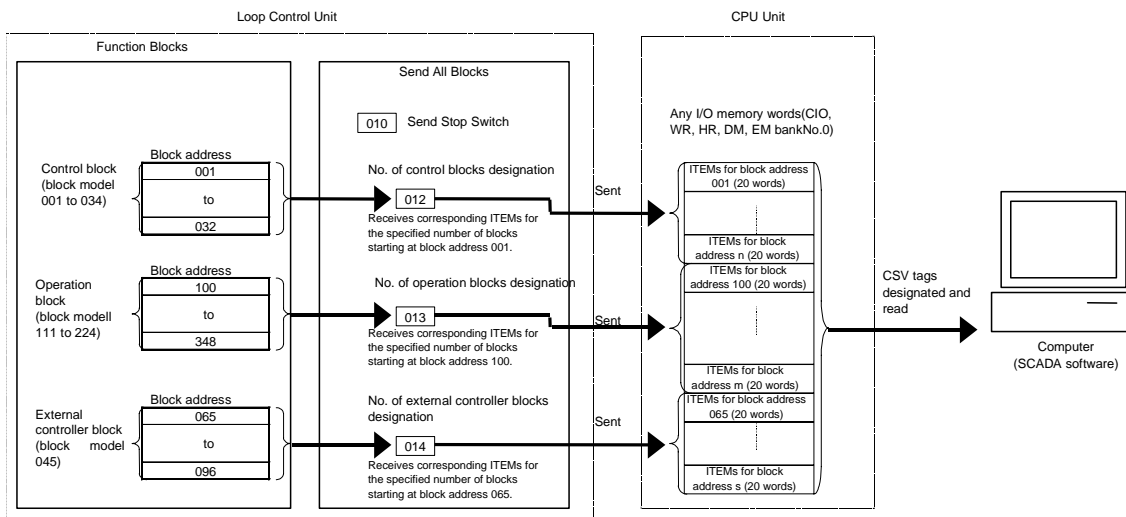 Loop Control Unit
CPU Unit
Function Blocks
Send All Blocks
010 Send Stop Switch
Any I/O memory words(CIO,
WR, HR, DM, EM bankNo.0)
Control block
(block model
001 to 034)
Block address
001
to
032
No. of control blocks designation
012
Receives corresponding ITEMs for
the specified number of blocks
starting at block address 001.
Sent
ITEMs for block address
001 (20 words)
ITEMs for block
address n (20 words)
Operation
block
(block modell
111 to 224)
Block address
100
to
348
No. of operation blocks designation
013
Receives corresponding ITEMs for
the specified number of blocks
starting at block address 100.
Sent
ITEMs for block
address 100 (20 words)
ITEMs for block
address m (20 words)
External
controller block
(block model
045)
Block address
065
to
096
No. of external controller blocks
designation
014
Receives corresponding ITEMs for
the specified number of blocks
starting at block address 065.
Sent
ITEMs for block address
065 (20 words)
ITEMs for block
address s (20 words)
CSV tags
designated and
read
Computer
(SCADA software)